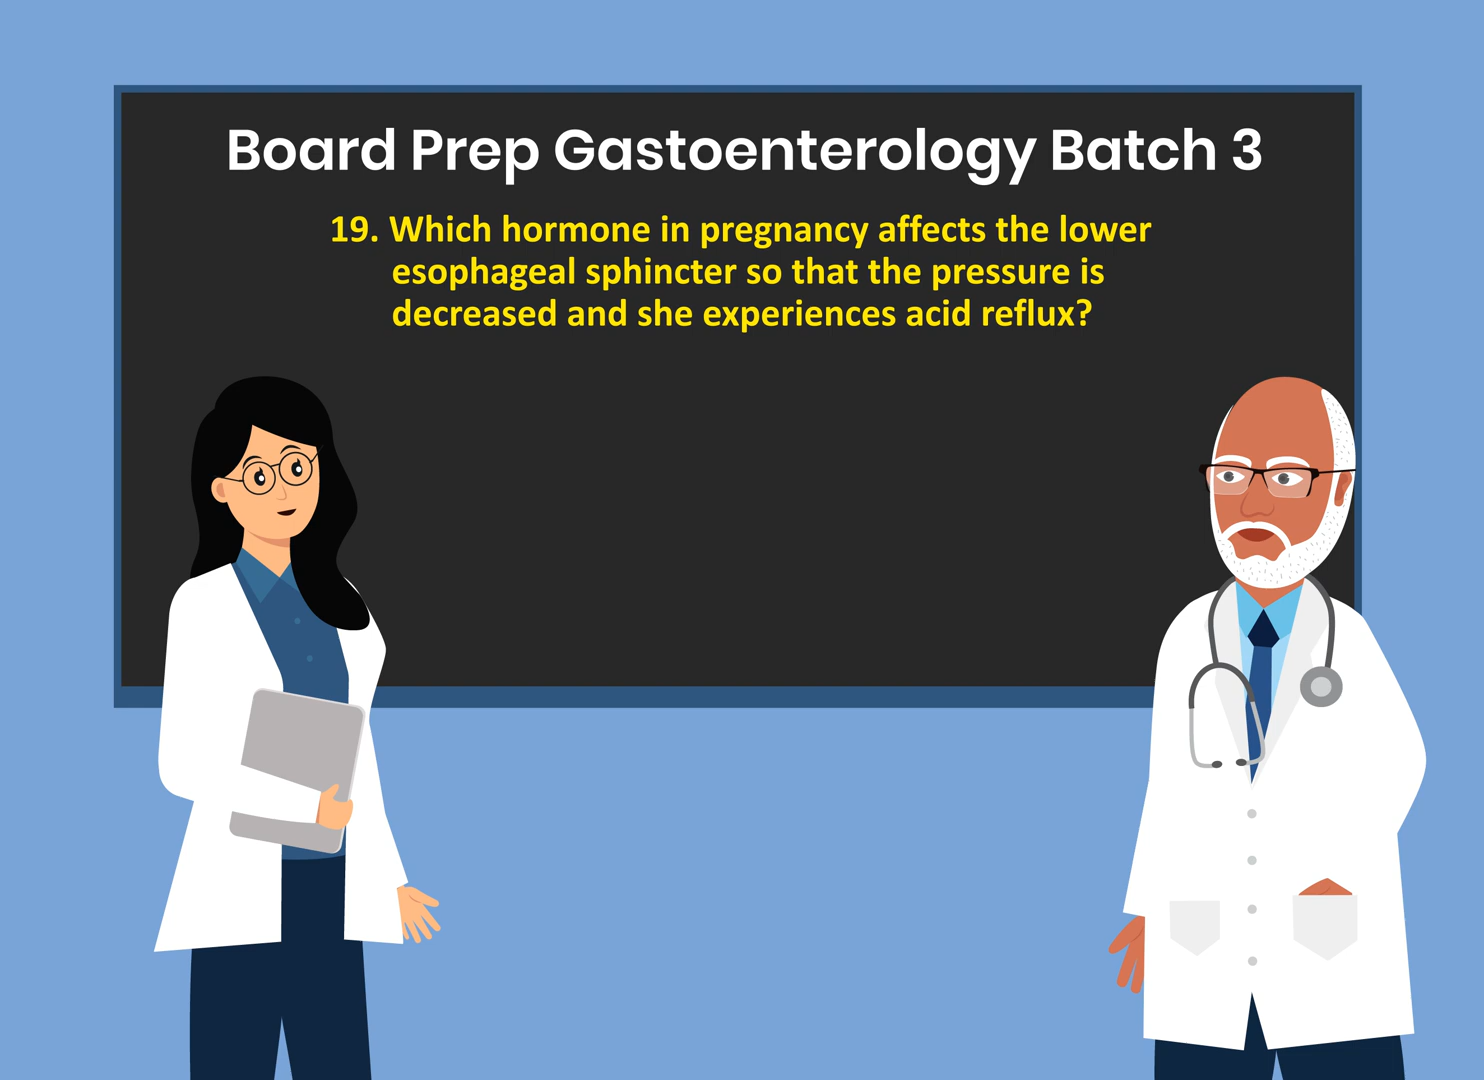 Board Prep Gastoenterology Batch 3
19. Which hormone in pregnancy affects the lower
esophageal sphincter so that the pressure is
decreased and she experiences acid reflux?